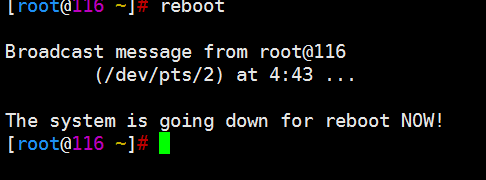 [root@116 ~]# reboot
Broadcast message from root@116
(/dev/pts/2) at 4:43 ...
The system is going down for reboot NOW!
[root@116 ~]#